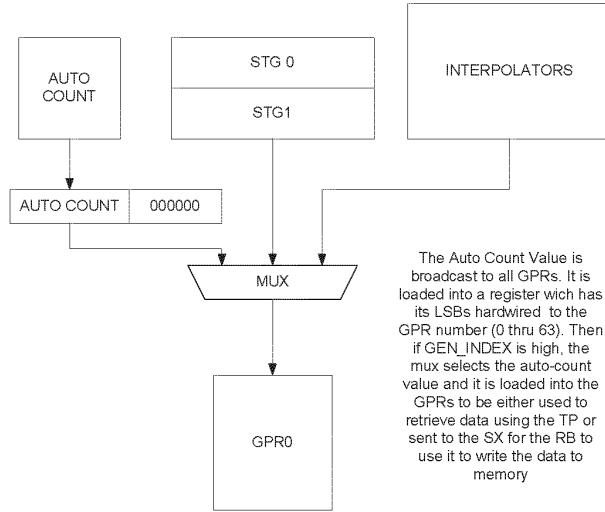 AUTO
COUNT
STG 0
STG1
INTERPOLATORS
AUTO COUNT
000000
MUX
GPR0
The Auto Count Value is
broadcast to all GPRs. It is
loaded into a register wich has
its LSBs hardwired to the
GPR number (0 thru 63). Then
if GEN_INDEX is high, the
mux selects the auto-count
value and it is loaded into the
GPRs to be either used to
retrieve data using the TP or
sent to the SX for the RB to
use it to write the data to
memory